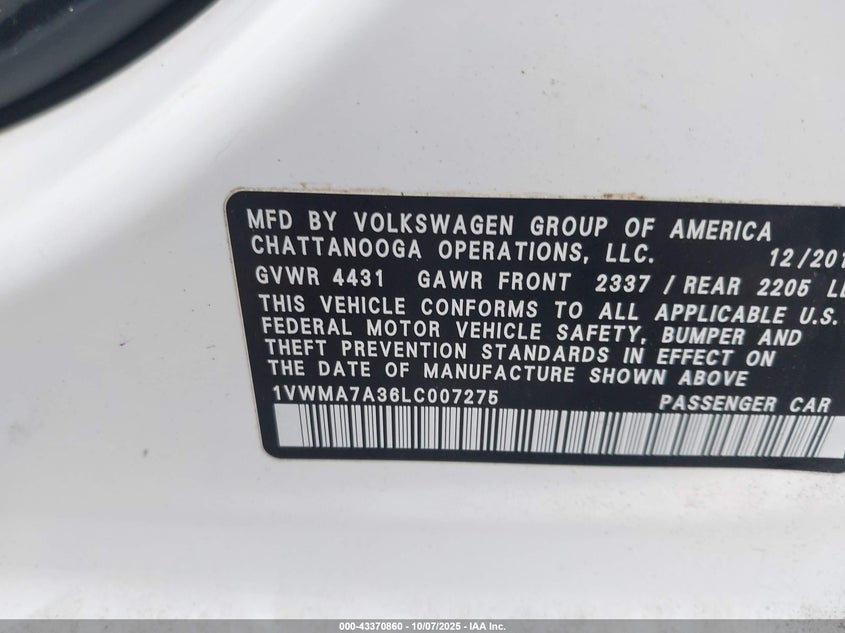 MFD BY VOLKSWAGEN GROUP OF AMERICA
CHATTANOOGA OPERATIONS, LLC. 12/201
GVWR 4431 GAWR FRONT 2337 / REAR 2205 L
THIS VEHICLE CONFORMS TO ALL APPLICABLE U.S.
FEDERAL MOTOR VEHICLE SAFETY, BUMPER AND
THEFT PREVENTION STANDARDS IN EFFECT ON
THE DATE OF MANUFACTURE SHOWN ABOVE
1VWMA7A36LC007275 PASSENGER CAR
000-43370860 - 10/07/2025 - IAA Inc.